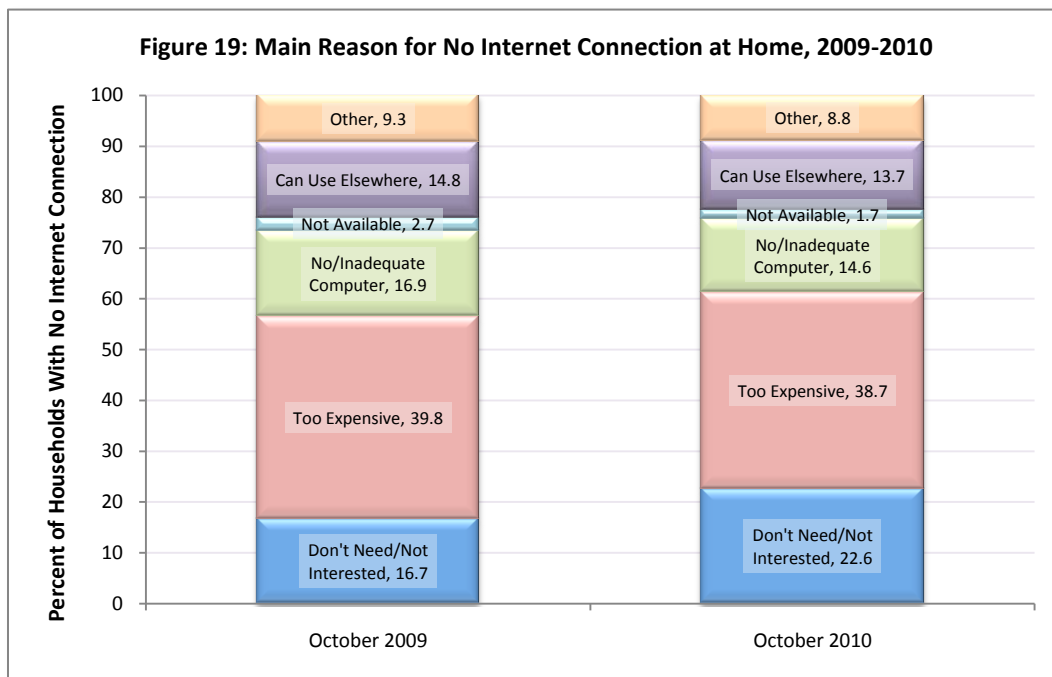 Figure 19: Main Reason for No Internet Connection at Home, 2009-2010
Percent of Households With No Internet Connection
100
90
80
70
60
50
40
30
20
10
0
Other, 9.3
Can Use Elsewhere, 14.8
Not Available, 2.7
No/Inadequate
Computer, 16.9
Too Expensive, 39.8
Don't Need/Not
Interested, 16.7
Other, 8.8
Can Use Elsewhere, 13.7
Not Available, 1.7
No/Inadequate
Computer, 14.6
Too Expensive, 38.7
Don't Need/Not
Interested, 22.6
October 2009
October 2010